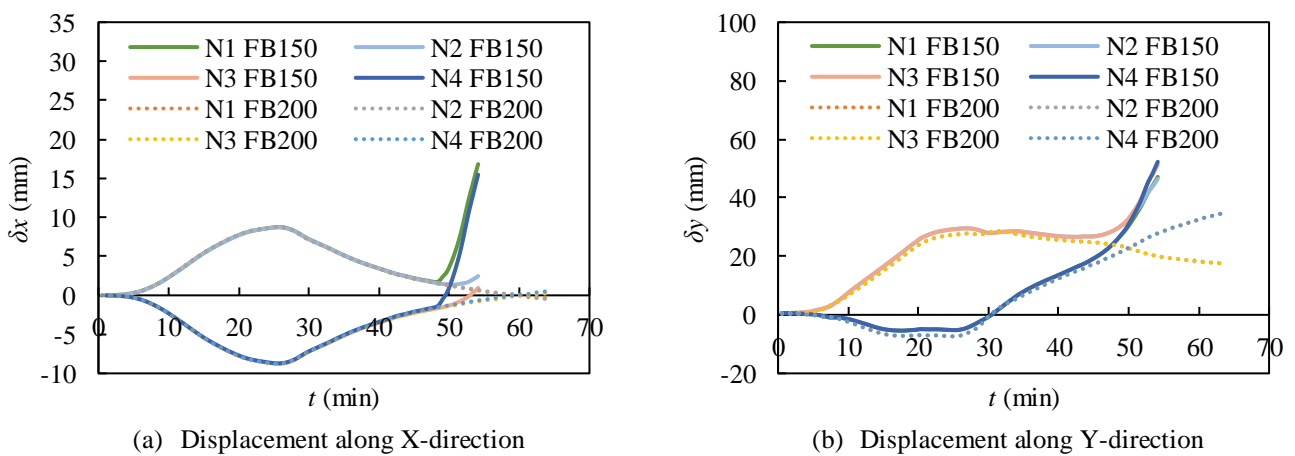 35
30
25
20
15
10
5
0
-5
-10
δx (mm)
N1 FB150 N2 FB150
N3 FB150 N4 FB150
N1 FB200 N2 FB200
N3 FB200 N4 FB200
0 10 20 30 40 50 60 70
t (min)
(a) Displacement along X-direction
100
80
60
40
20
0
-20
δy (mm)
N1 FB150 N2 FB150
N3 FB150 N4 FB150
N1 FB200 N2 FB200
N3 FB200 N4 FB200
0 10 20 30 40 50 60 70
t (min)
(b) Displacement along Y-direction